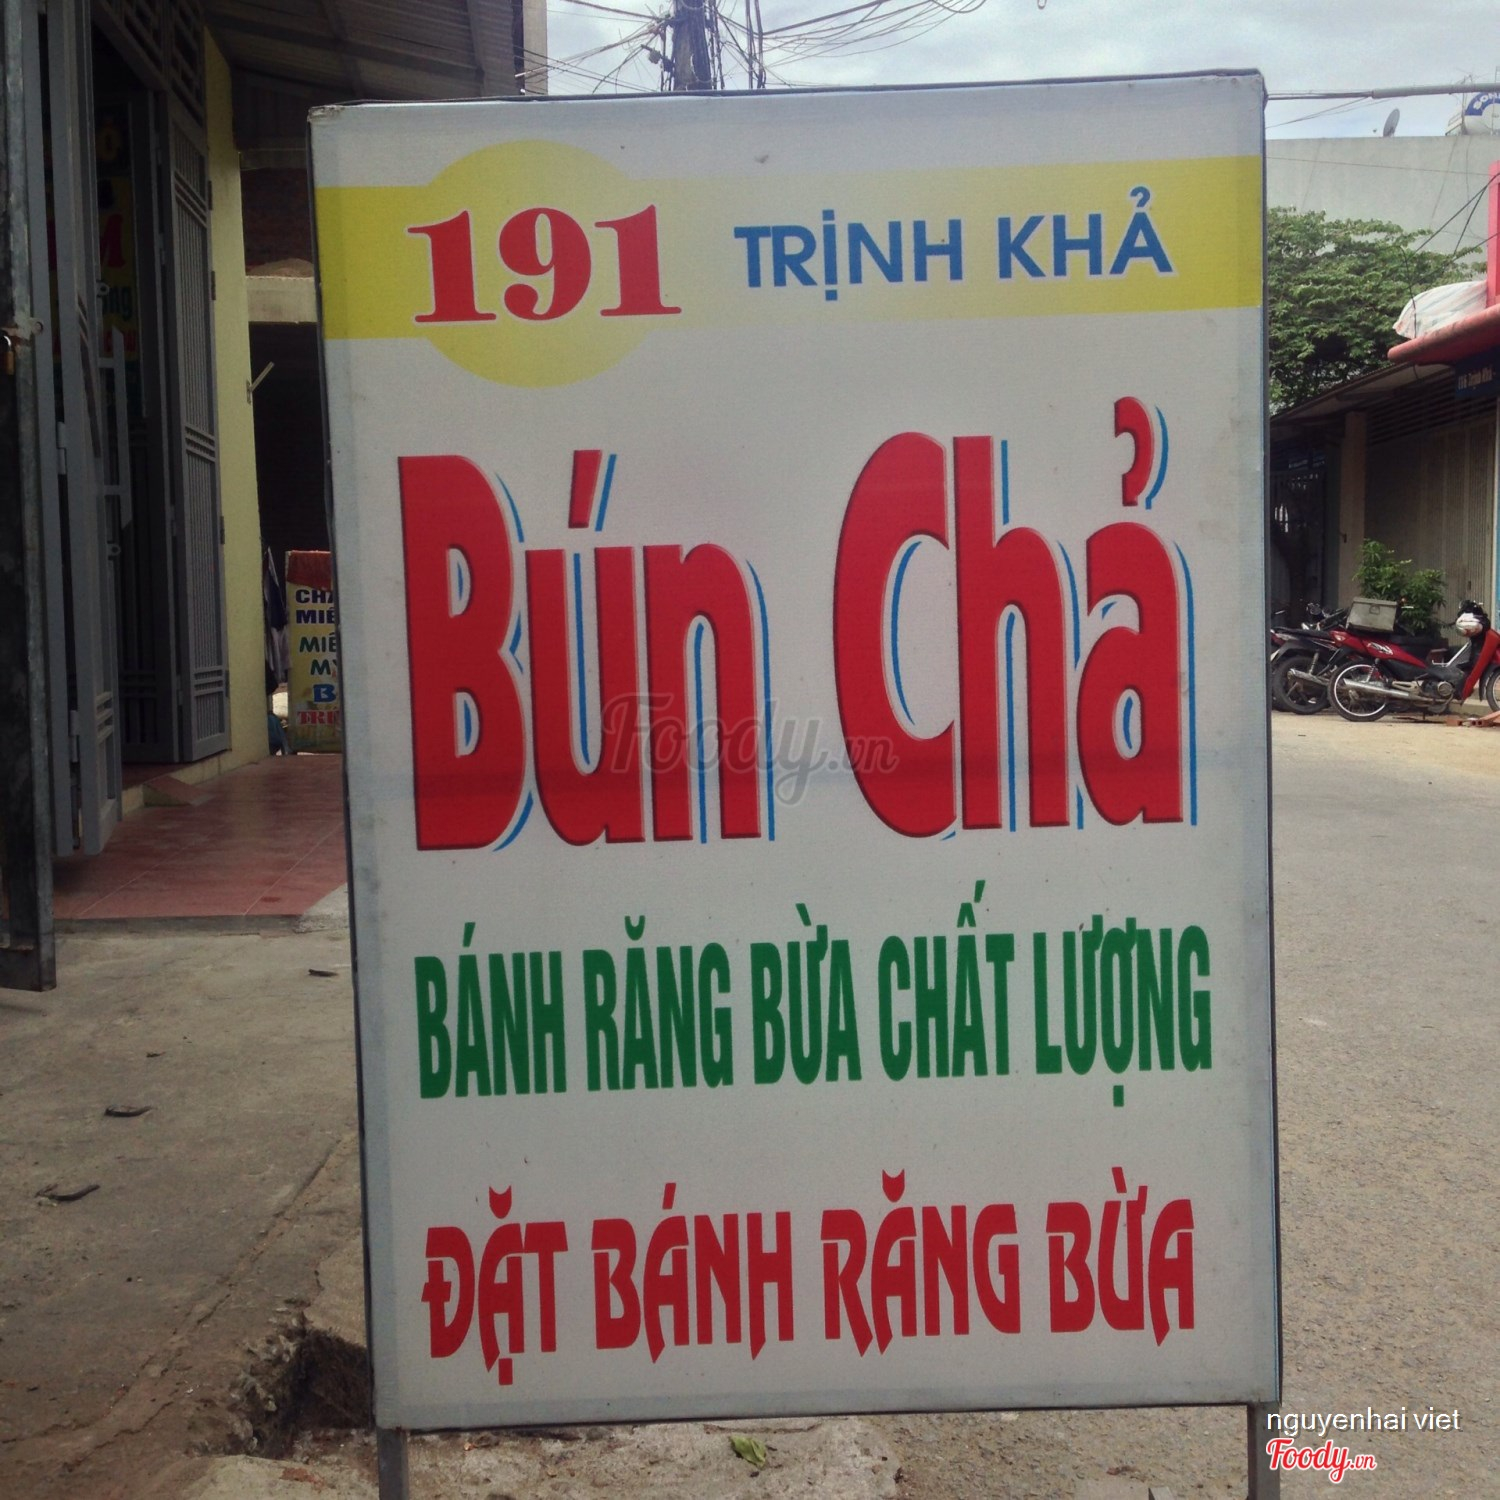 191 TRỊNH KHẢ
Bún Chả
BÁNH RĂNG BỪA CHẤT LƯỢNG
ĐẶT BÁNH RĂNG BỪA
Foody.vn
nguyenhai viet
Foody.vn